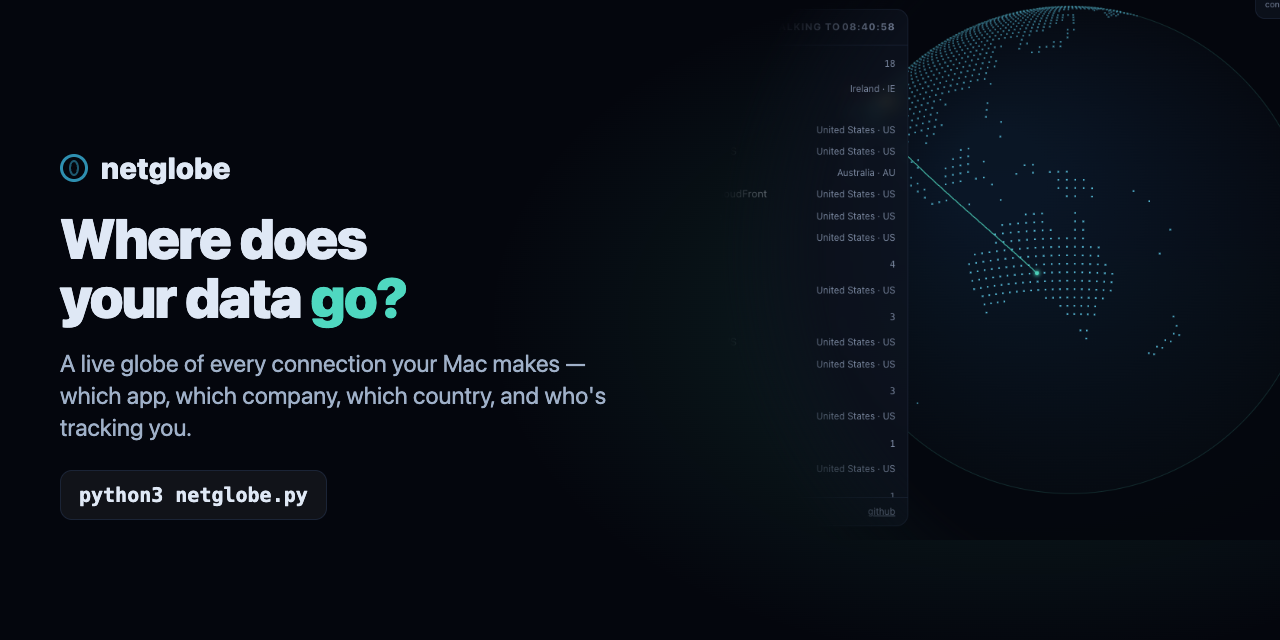 netglobe
Where does
your data go?
A live globe of every connection your Mac makes —
which app, which company, which country, and who's
tracking you.
python3 netglobe.py
TO 08:40:58
18
Ireland · IE
United States · US
United States · US
Australia · AU
United States · US
United States · US
United States · US
4
United States · US
3
United States · US
United States · US
3
United States · US
1
United States · US
1
github
con